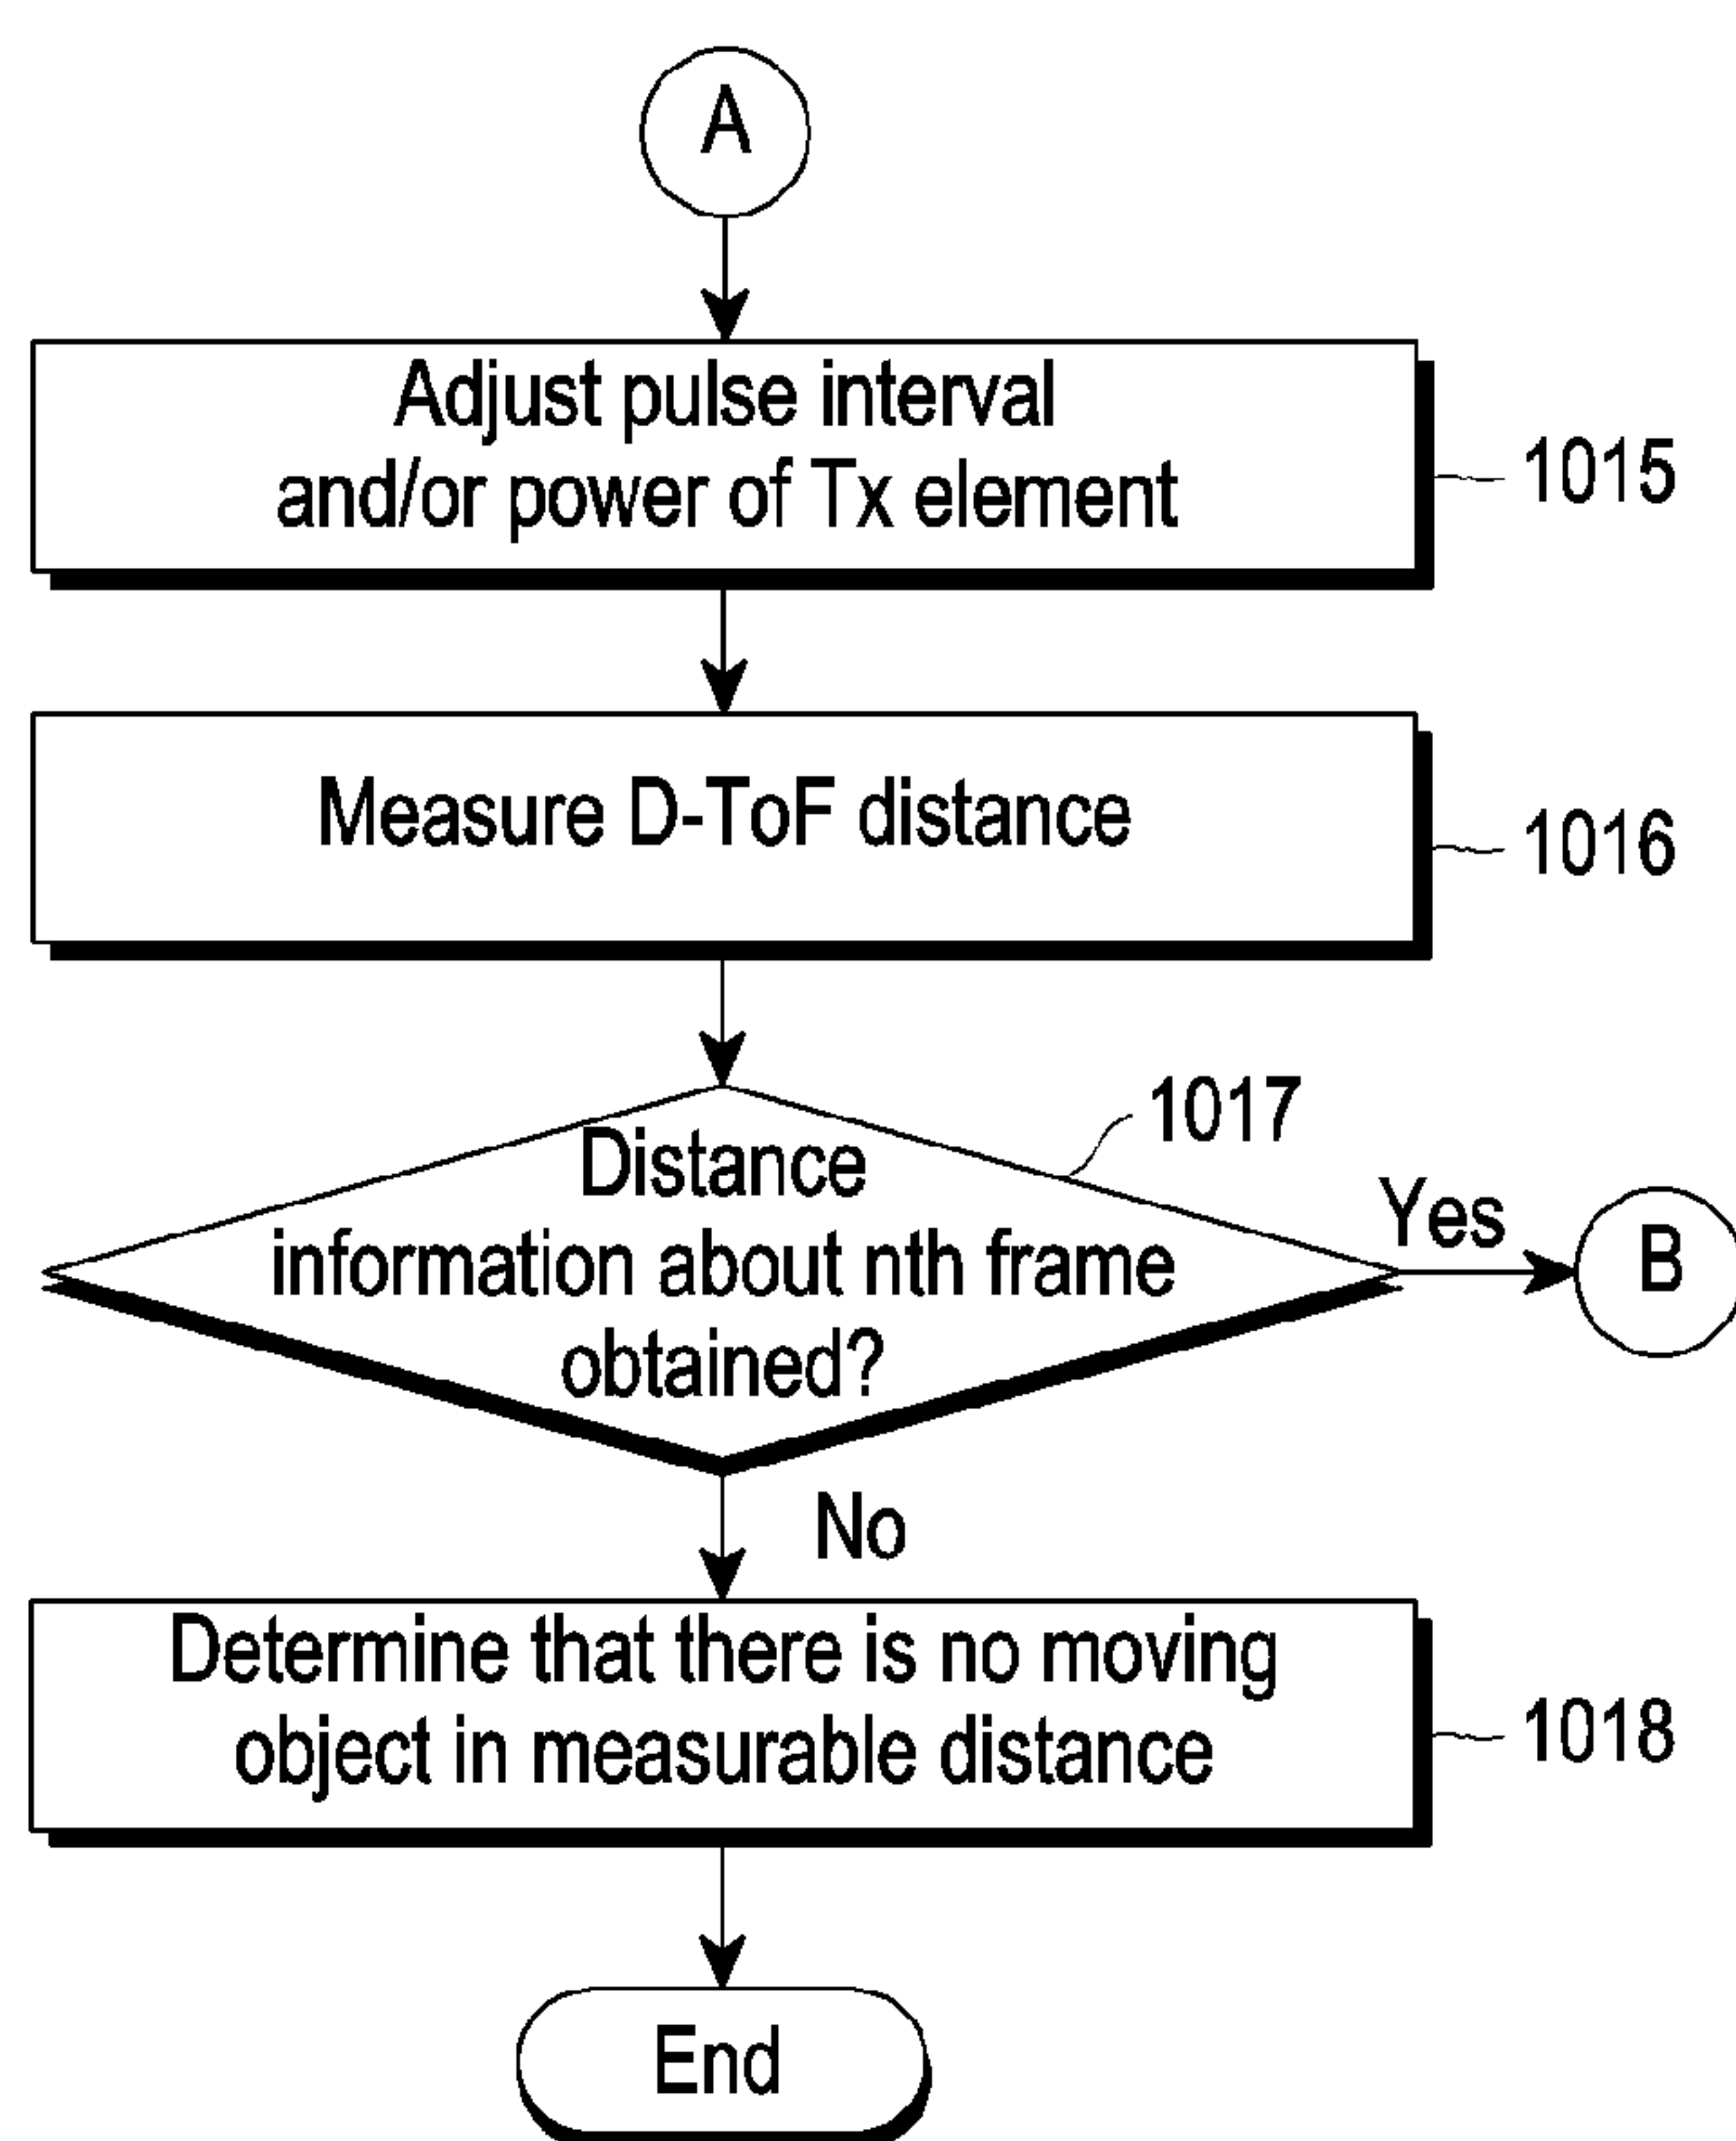 A
Adjust pulse interval
and/or power of Tx element
1015
Measure D-ToF distance
1016
1017
Distance
information about nth frame
obtained?
Yes
B
No
Determine that there is no moving
object in measurable distance
1018
End